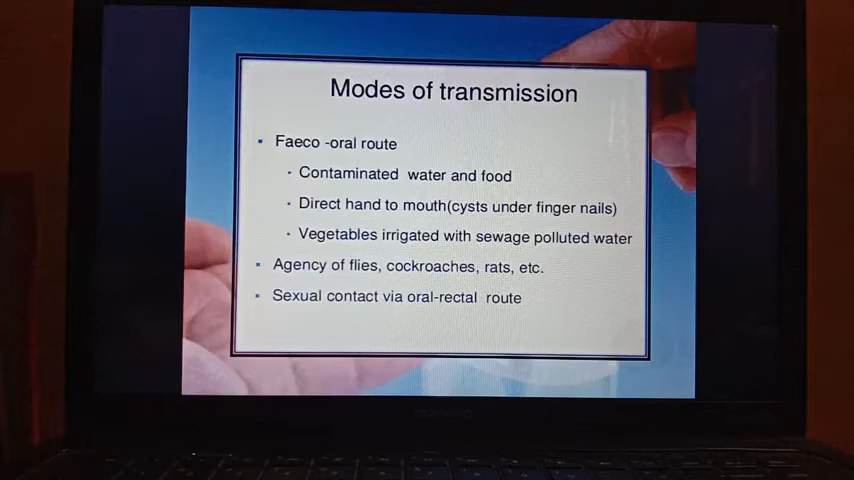 Modes of transmission
Faeco -oral route
Contaminated water and food
Direct hand to mouth(cysts under finger nails)
Vegetables irrigated with sewage polluted water
Agency of flies, cockroaches, rats, etc.
Sexual contact via oral-rectal route